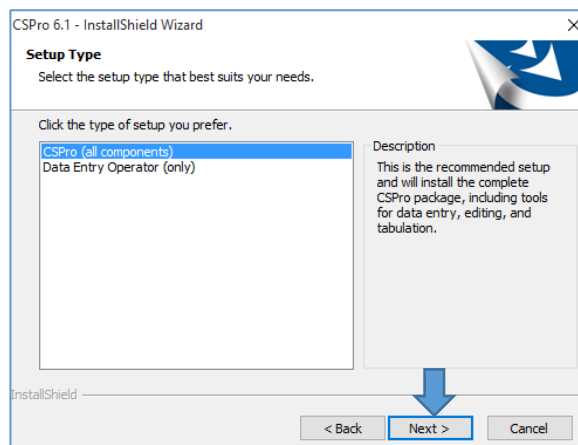 CSPro 6.1 - InstallShield Wizard
Setup Type
Select the setup type that best suits your needs.
Click the type of setup you prefer.
CSPro (all components)
Data Entry Operator (only)
Description
This is the recommended setup
and will install the complete
CSPro package, including tools
for data entry, editing, and
tabulation.
InstallShield
< Back
Next >
Cancel